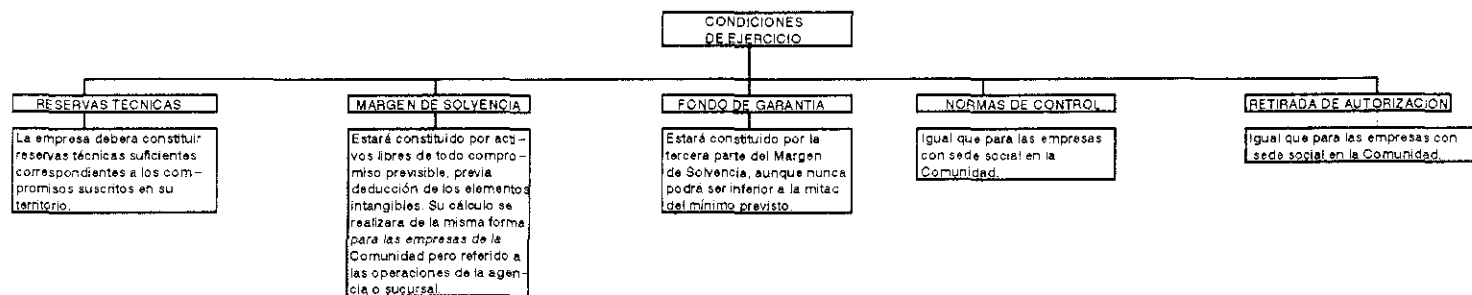 CONDICIONES
DE EJERCICIO
RESERVAS TECNICAS
La empresa debera constituir
reservas técnicas suficientes
correspondientes a los com-
promisos suscritos en su
territorio.
MARGEN DE SOLVENCIA
Estará constituido por acti-
vos libres de todo compro-
miso previsible, previa
deducción de los elementos
intangibles. Su cálculo se
realizara de la misma forma
para las empresas de la
Comunidad pero referido a
las operaciones de la agen-
cia o sucursal.
FONDO DE GARANTIA
Estará constituido por la
tercera parte del Margen
de Solvencia, aunque nunca
podrá ser inferior a la mitad
del mínimo previsto.
NORMAS DE CONTROL
Igual que para las empresas
con sede social en la
Comunidad.
RETIRADA DE AUTORIZACION
Igual que para las empresas con
sede social en la Comunidad.